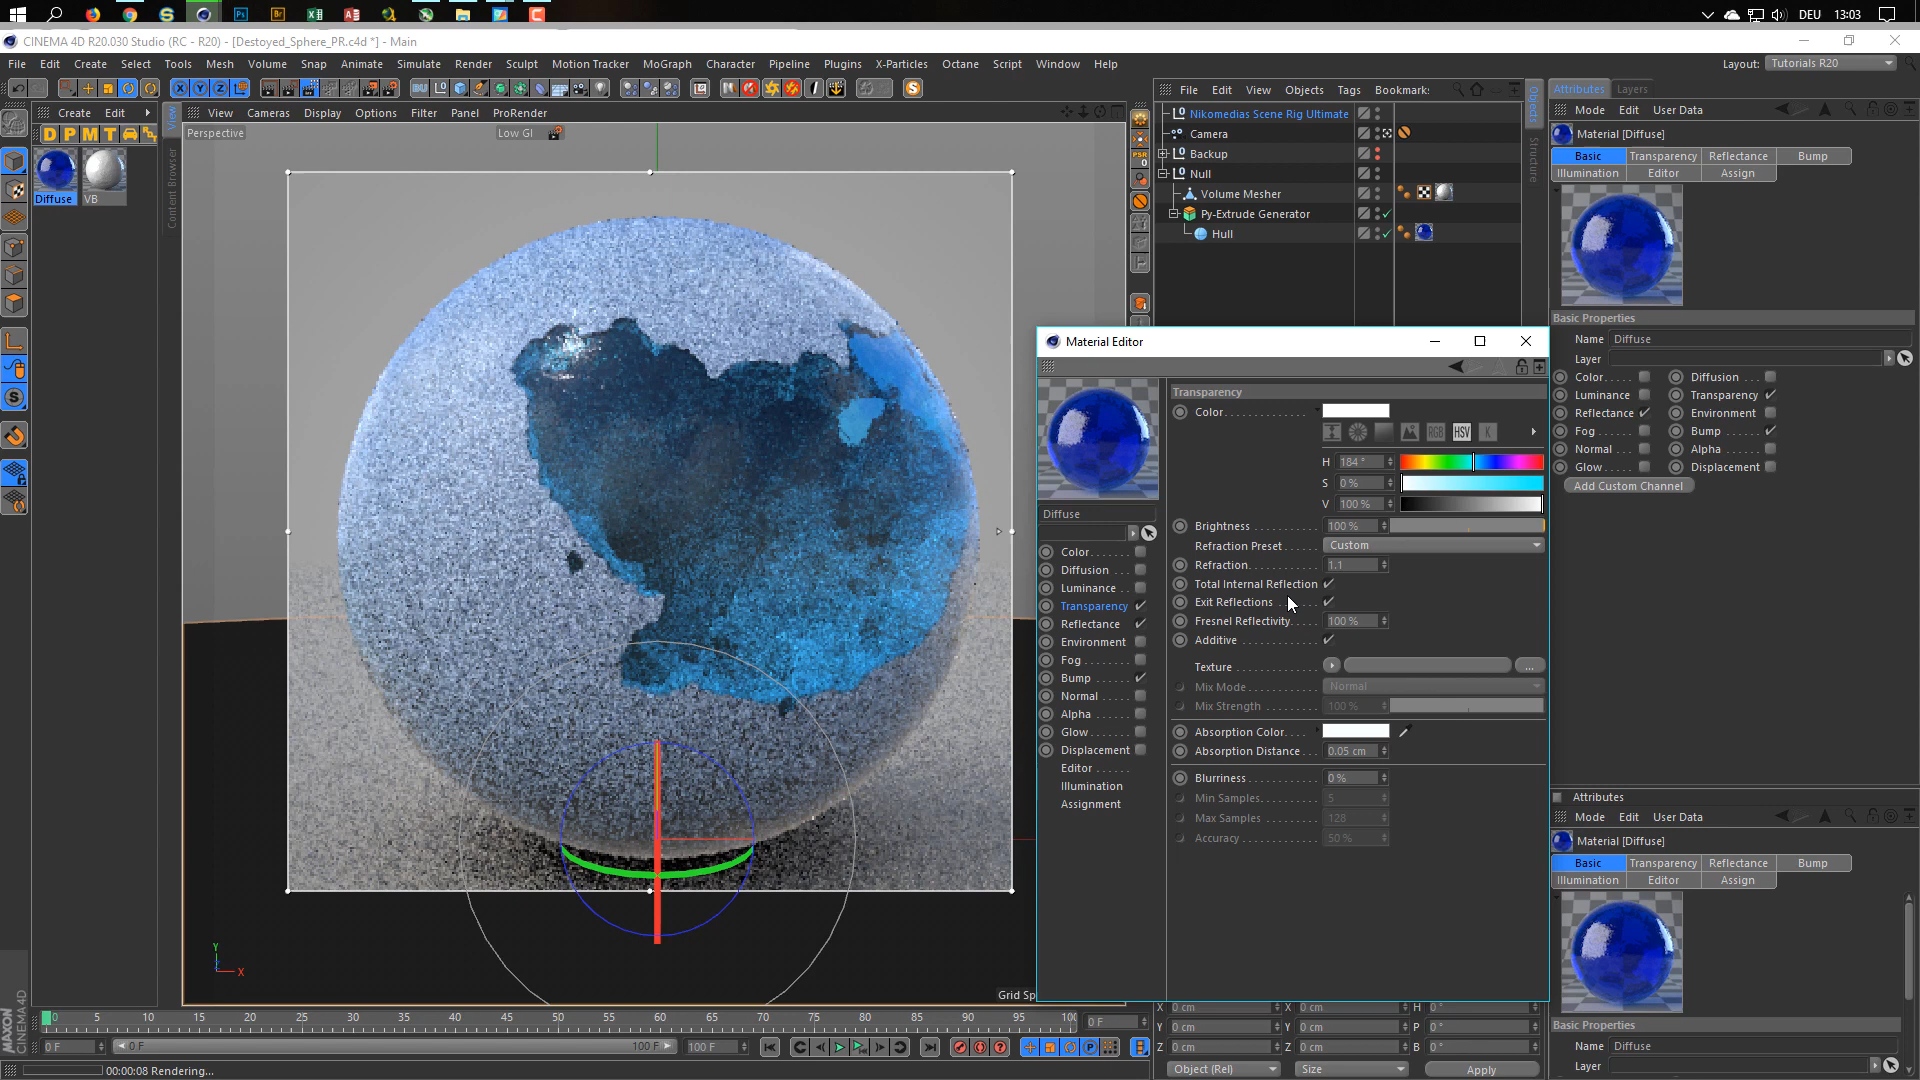 DEU
13:03
CINEMA 4D R20.030 Studio (RC - R20) - [Destoyed_Sphere_PR.c4d *] - Main
File Edit Create Select Tools Mesh Volume Snap Animate Simulate Render Sculpt Motion Tracker MoGraph Character Pipeline Plugins X-Particles Octane Script Window Help
Layout: Tutorials R20
Create Edit
View Cameras Display Options Filter Panel ProRender
File Edit View Objects Tags Bookmark:
Attributes Layers
Mode Edit User Data
Perspective
Low GI
D P M T
View
Content Browser
Objects
Structure
Diffuse
VB
PSR
Nikomedias Scene Rig Ultimate
Camera
Backup
Null
Volume Mesher
Py-Extrude Generator
Hull
Material [Diffuse]
Basic Transparency Reflectance Bump
Illumination Editor Assign
Basic Properties
Name Diffuse
Layer
Color
Diffusion
Luminance
Transparency
Reflectance
Environment
Fog
Bump
Normal
Alpha
Glow
Displacement
Add Custom Channel
Material Editor
Diffuse
Color
Diffusion
Luminance
Transparency
Reflectance
Environment
Fog
Bump
Normal
Alpha
Glow
Displacement
Editor
Illumination
Assignment
Transparency
Color
RGB HSV K
H 184 °
S 0 %
V 100 %
Brightness 100 %
Refraction Preset Custom
Refraction 1.1
Total Internal Reflection
Exit Reflections
Fresnel Reflectivity 100 %
Additive
Texture ...
Mix Mode Normal
Mix Strength 100 %
Absorption Color
Absorption Distance 0.05 cm
Blurriness 0 %
Min Samples 5
Max Samples 128
Accuracy 50 %
Attributes
Mode Edit User Data
Material [Diffuse]
Basic Transparency Reflectance Bump
Illumination Editor Assign
Basic Properties
Name Diffuse
Layer
Y
Z
X
Grid Sp
0 5 10 15 20 25 30 35 40 45 50 55 60 65 70 75 80 85 90 95 100
0 F
0 F 0 F 100 F 100 F
X 0 cm X 0 cm H 0 °
Y 0 cm Y 0 cm P 0 °
Z 0 cm Z 0 cm B 0 °
Object (Rel) Size Apply
MAXON CINEMA 4D
00:00:08 Rendering...